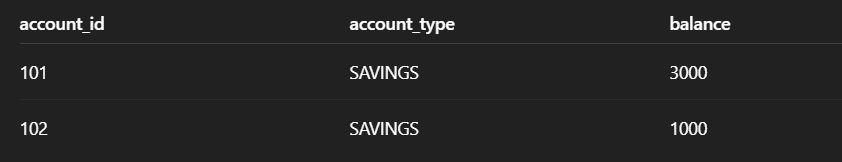 account_id account_type balance
101 SAVINGS 3000
102 SAVINGS 1000